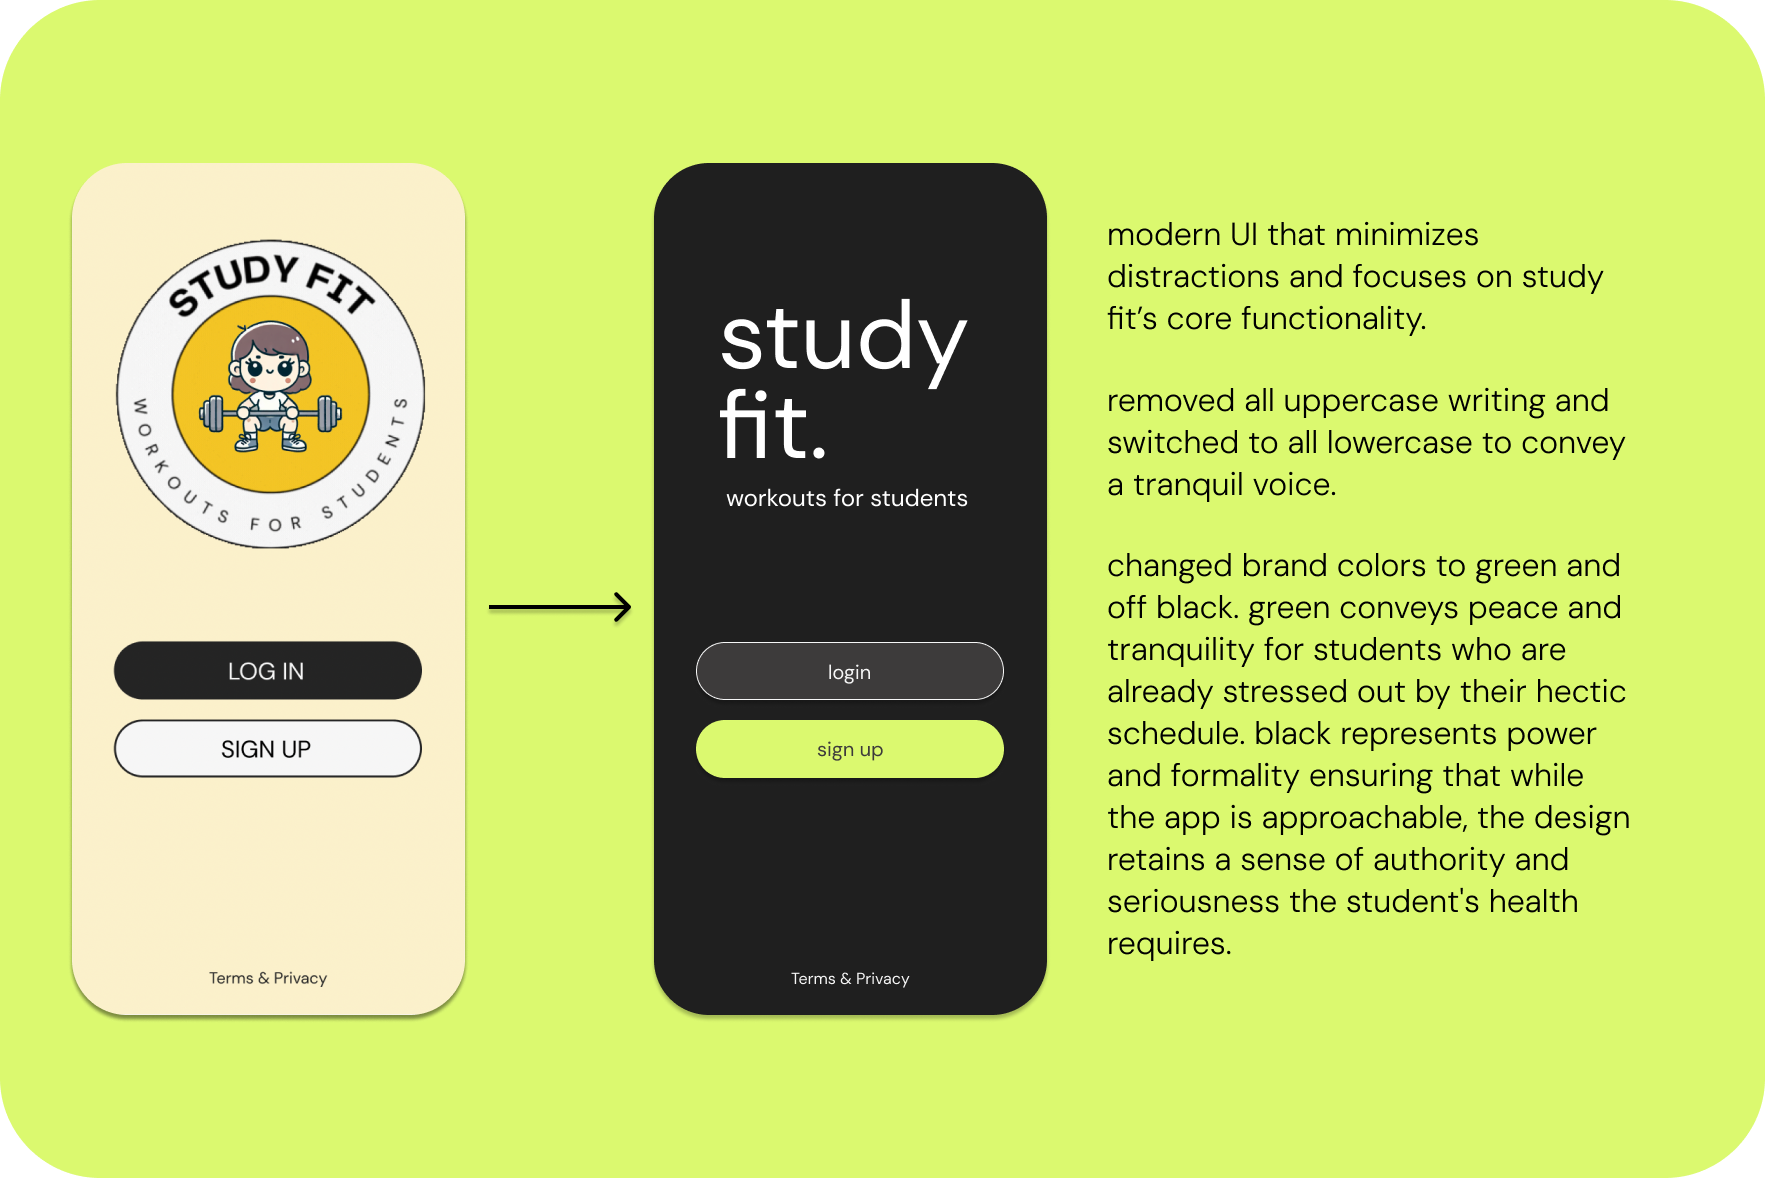 STUDY FIT
WORKOUTS FOR STUDENTS
LOG IN
SIGN UP
Terms & Privacy
study
fit.
workouts for students
login
sign up
Terms & Privacy
modern UI that minimizes
distractions and focuses on study
fit’s core functionality.
removed all uppercase writing and
switched to all lowercase to convey
a tranquil voice.
changed brand colors to green and
off black. green conveys peace and
tranquility for students who are
already stressed out by their hectic
schedule. black represents power
and formality ensuring that while
the app is approachable, the design
retains a sense of authority and
seriousness the student's health
requires.